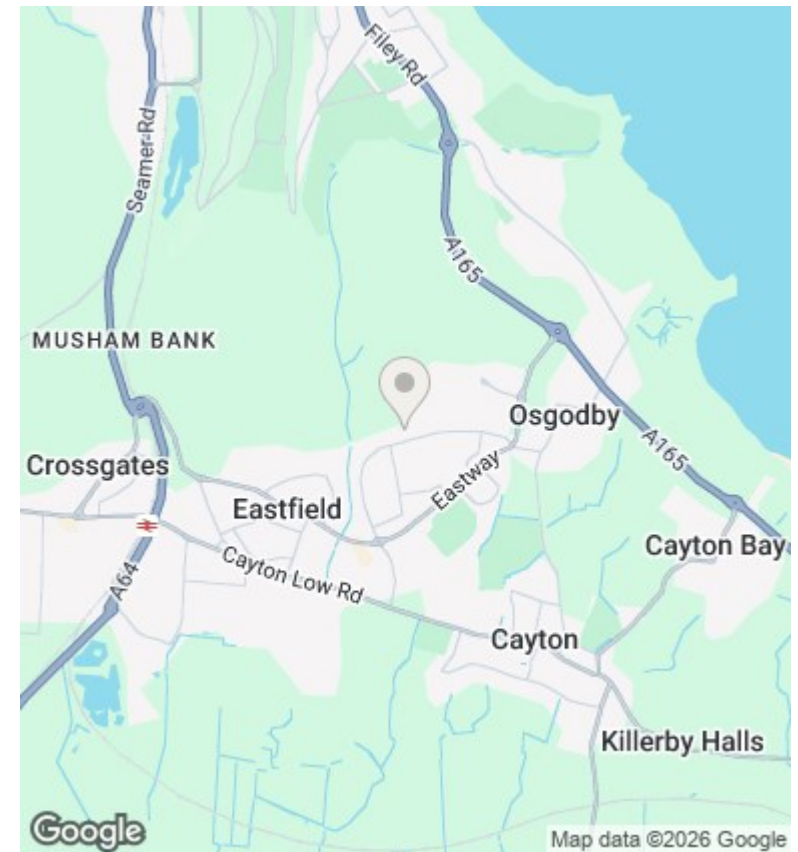 Filey Rd
Seamer Rd
A165
MUSHAM BANK
Osgodby
A165
Crossgates
Eastway
Eastfield
Cayton Bay
Cayton Low Rd
A64
Cayton
Killerby Halls
Google
Map data ©2026 Google